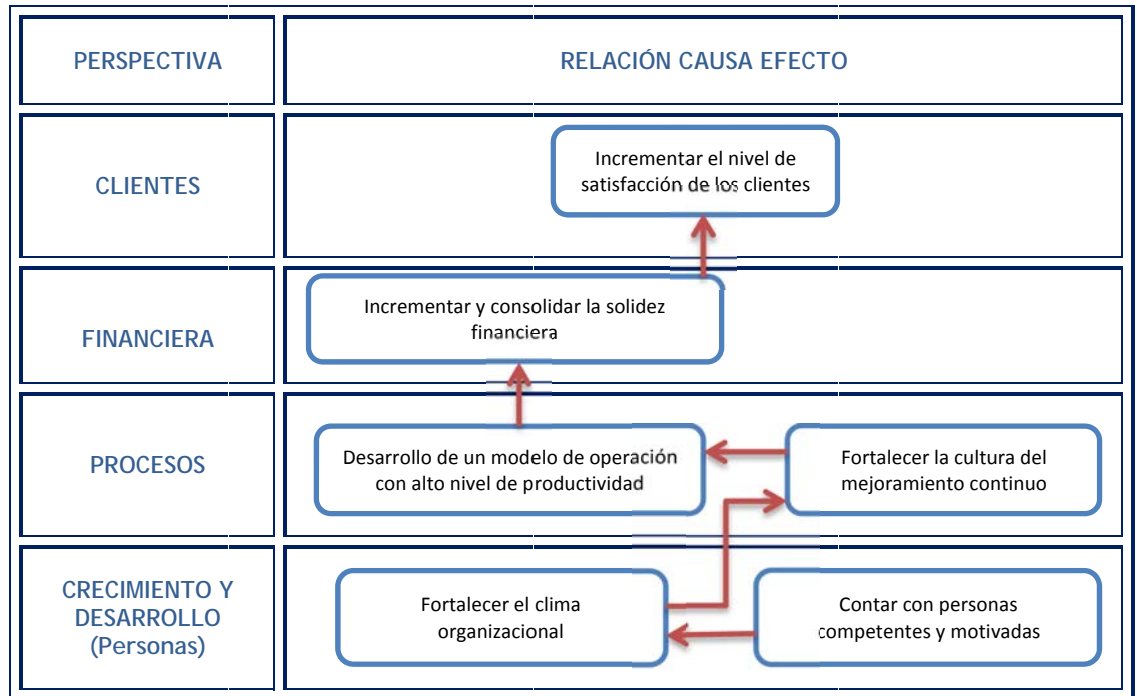 PERSPECTIVA
RELACIÓN CAUSA EFECTO
CLIENTES
Incrementar el nivel de
satisfacción de los clientes
FINANCIERA
Incrementar y consolidar la solidez
financiera
PROCESOS
Desarrollo de un modelo de operación
con alto nivel de productividad
Fortalecer la cultura del
mejoramiento continuo
CRECIMIENTO Y
DESARROLLO
(Personas)
Fortalecer el clima
organizacional
Contar con personas
competentes y motivadas